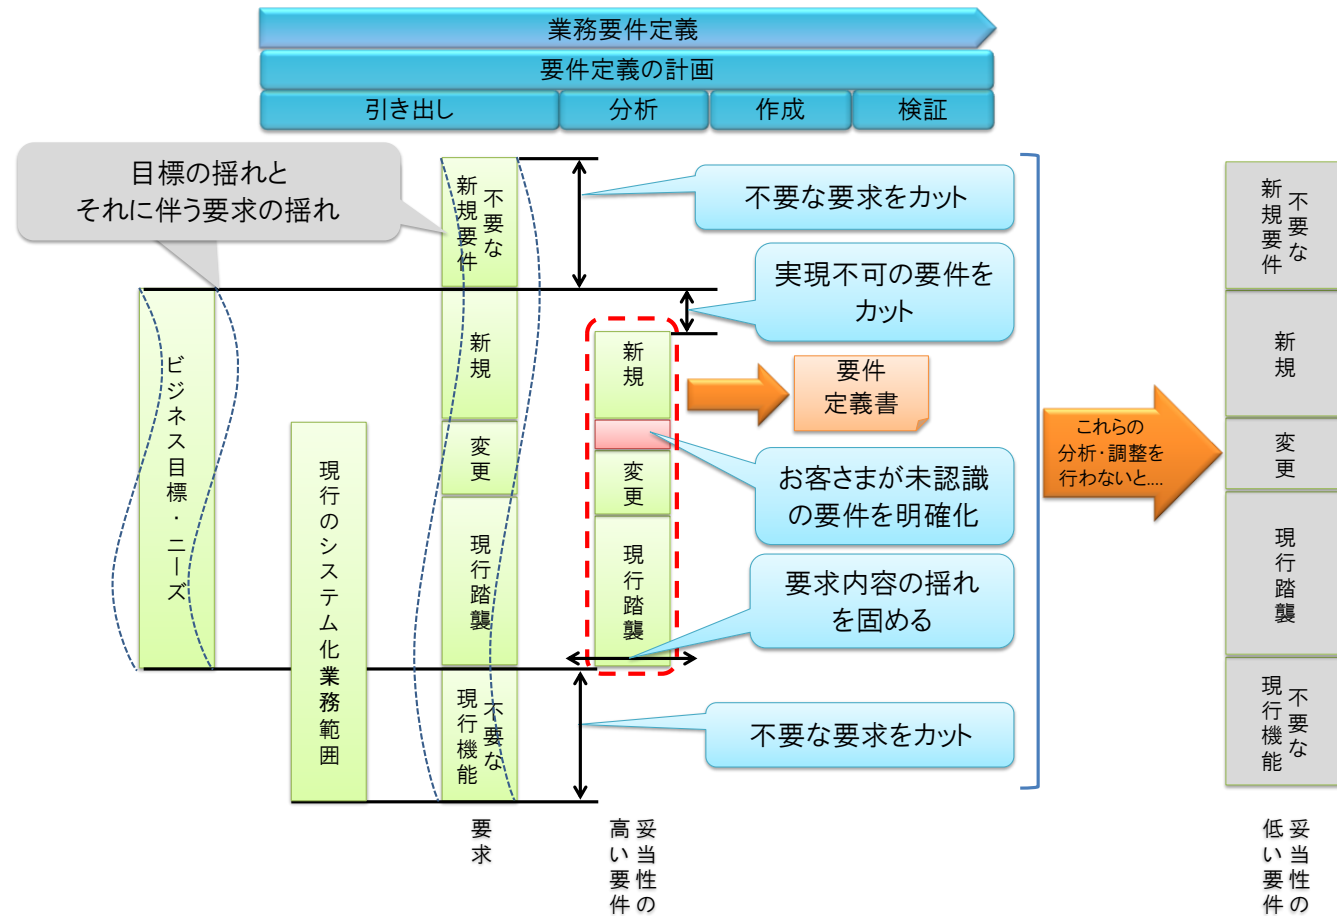 業務要件定義
要件定義の計画
引き出し
分析
作成
検証
目標の揺れと
それに伴う要求の揺れ
不要な
新規要件
新規
変更
現行踏襲
不要な
現行機能
要求
ビジネス目標・ニーズ
現行のシステム化業務範囲
新規
変更
現行踏襲
妥当性の
高い要件
不要な要求をカット
実現不可の要件を
カット
要件
定義書
お客さまが未認識
の要件を明確化
要求内容の揺れ
を固める
不要な要求をカット
これらの
分析・調整を
行わないと....
不要な
新規要件
新規
変更
現行踏襲
不要な
現行機能
妥当性の
低い要件